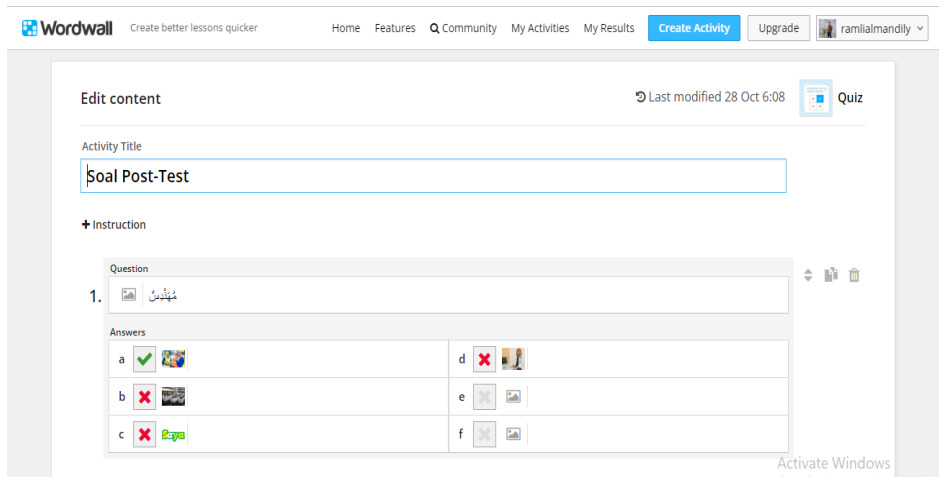 Wordwall Create better lessons quicker Home Features Community My Activities My Results Create Activity Upgrade ramlialmandily
Edit content Last modified 28 Oct 6:08 Quiz
Activity Title
Soal Post-Test
+ Instruction
Question
1. مُهَنْدِسٌ
Answers
a d
b e
c Saya f
Activate Windows